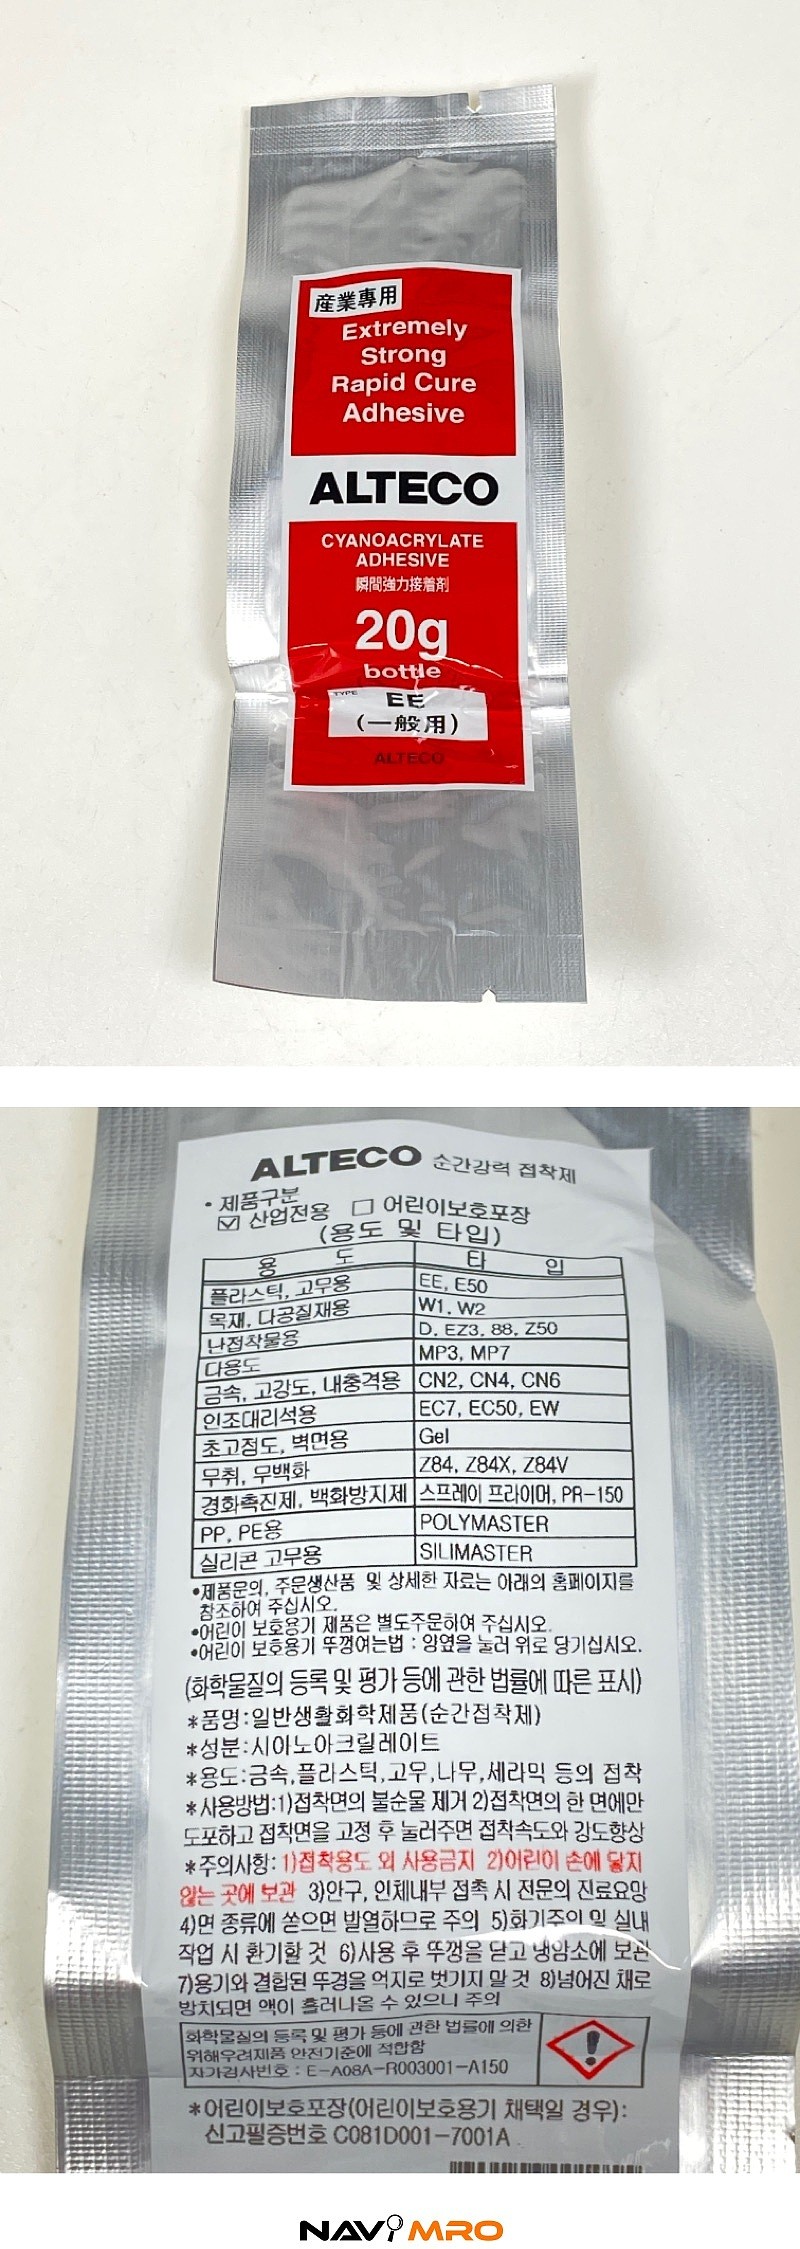 産業專用
Extremely
Strong
Rapid Cure
Adhesive
ALTECO
CYANOACRYLATE
ADHESIVE
瞬間強力接着剤
20g
bottle
TYPE EE
(一般用)
ALTECO
ALTECO 순간강력 접착제
• 제품구분
☑ 산업전용 ☐ 어린이보호포장
(용도 및 타입)
용 도 타 입
플라스틱, 고무용 EE, E50
목재, 다공질재용 W1, W2
난접착물용 D, EZ3, 88, Z50
다용도 MP3, MP7
금속, 고강도, 내충격용 CN2, CN4, CN6
인조대리석용 EC7, EC50, EW
초고점도, 벽면용 Gel
무취, 무백화 Z84, Z84X, Z84V
경화촉진제, 백화방지제 스프레이 프라이머, PR-150
PP, PE용 POLYMASTER
실리콘 고무용 SILIMASTER
•제품문의, 주문생산품 및 상세한 자료는 아래의 홈페이지를
참조하여 주십시오.
•어린이 보호용기 제품은 별도주문하여 주십시오.
•어린이 보호용기 뚜껑여는법 : 양옆을 눌러 위로 당기십시오.
(화학물질의 등록 및 평가 등에 관한 법률에 따른 표시)
*품명:일반생활화학제품(순간접착제)
*성분:시아노아크릴레이트
*용도:금속,플라스틱,고무,나무,세라믹 등의 접착
*사용방법:1)접착면의 불순물 제거 2)접착면의 한 면에만
도포하고 접착면을 고정 후 눌러주면 접착속도와 강도향상
*주의사항: 1)접착용도 외 사용금지 2)어린이 손에 닿지
않는 곳에 보관 3)안구, 인체내부 접촉 시 전문의 진료요망
4)면 종류에 쏟으면 발열하므로 주의 5)화기주의 및 실내
작업 시 환기할 것 6)사용 후 뚜껑을 닫고 냉암소에 보관
7)용기와 결합된 뚜껑을 억지로 벗기지 말 것 8)넘어진 채로
방치되면 액이 흘러나올 수 있으니 주의
화학물질의 등록 및 평가 등에 관한 법률에 의한
위해우려제품 안전기준에 적합함
자가검사번호 : E-A08A-R003001-A150
*어린이보호포장(어린이보호용기 채택일 경우):
신고필증번호 C081D001-7001A
NAVIMRO